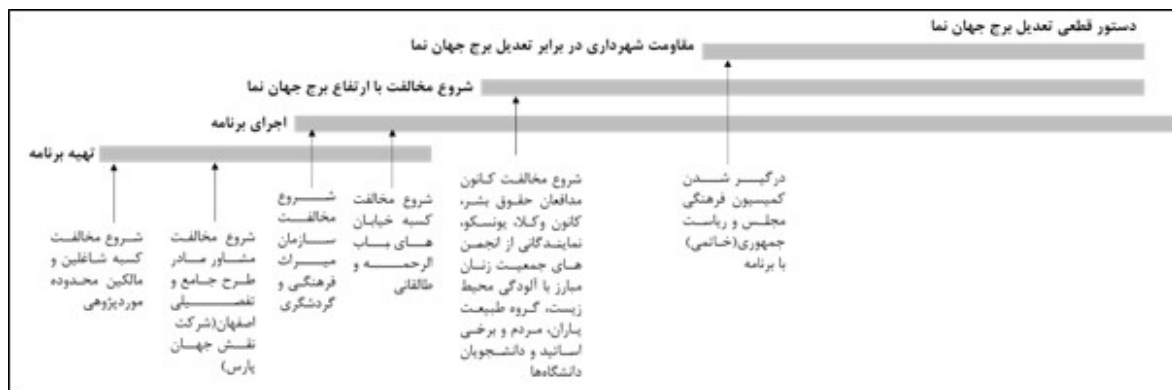 دستور قطعی تعدیل برج جهان نما
مقاومت شهرداری در برابر تعدیل برج جهان نما
شروع مخالفت با ارتفاع برج جهان نما
اجرای برنامه
تهیه برنامه
درگیر شدن
کمیسیون فرهنگی
مجلس و ریاست
جمهوری(خاتمی)
با برنامه
شروع مخالفت کانون
مدافعان حقوق بشر،
کانون وکلا، یونسکو،
نمایندگانی از انجمن
های جمعیت زنان
مبارز با آلودگی محیط
زیست، گروه طبیعت
یاران، مردم و برخی
اساتید و دانشجویان
دانشگاه‌ها
شروع مخالفت
کسبه خیابان
های باب
الرحمه و
طالقانی
شروع
مخالفت
سازمان
میراث
فرهنگی و
گردشگری
شروع مخالفت
مشاور مادر
طرح جامع و
تفصیلی
اصفهان(شرکت
نقش جهان
پارس)
شروع مخالفت
کسبه شاغلین و
مالکین محدوده
موردپژوهی